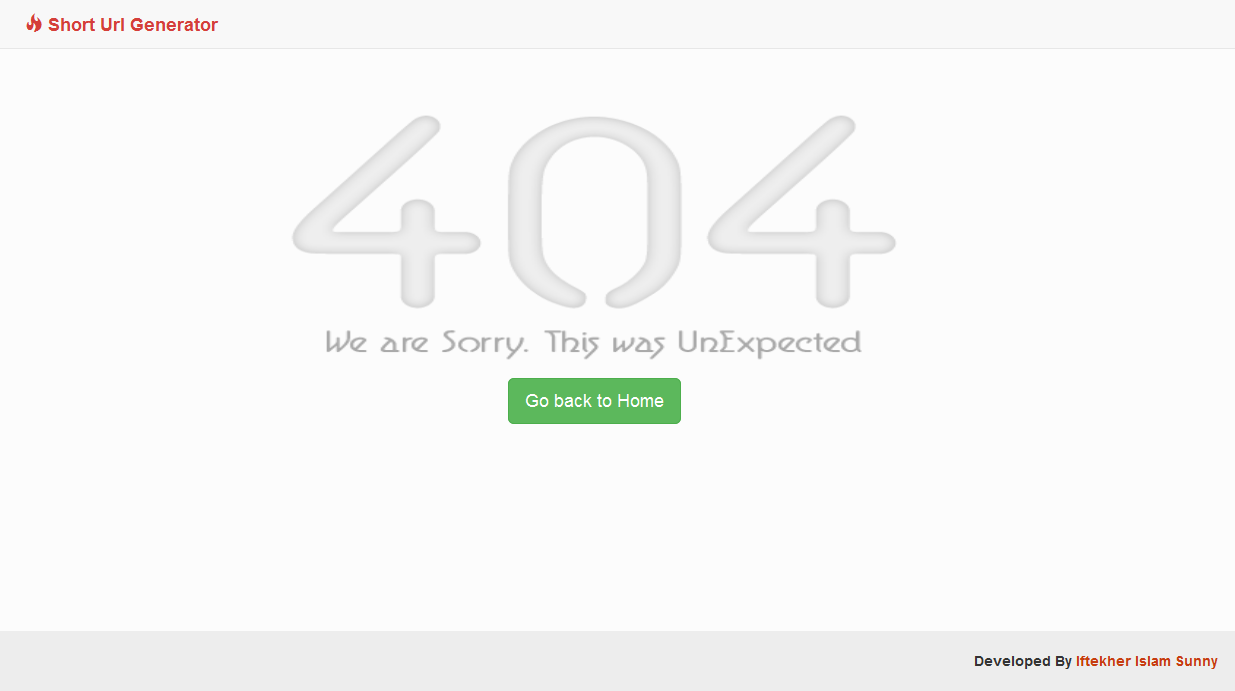 Short Url Generator
404
We are Sorry. This was UnExpected
Go back to Home
Developed By Iftekher Islam Sunny